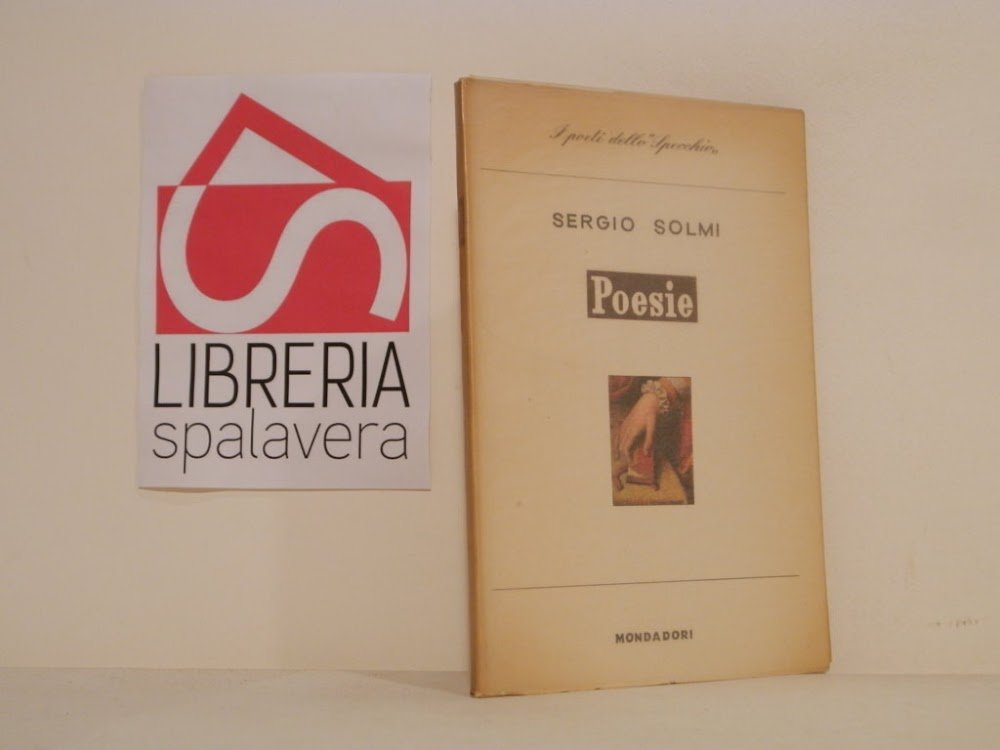 LIBRERIA
spalavera
I poeti dello "Specchio"
SERGIO SOLMI
Poesie
MONDADORI